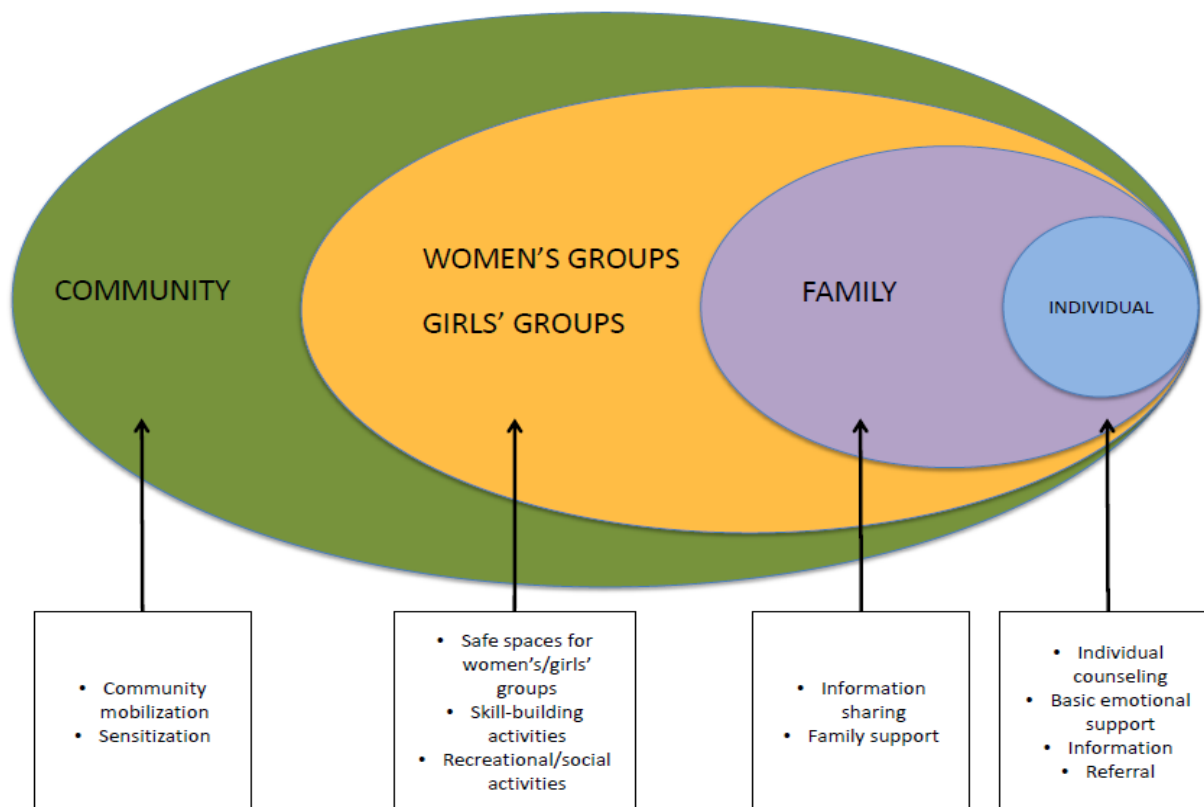 COMMUNITY
WOMEN'S GROUPS
GIRLS' GROUPS
FAMILY
INDIVIDUAL
• Community
mobilization
• Sensitization
• Safe spaces for
women's/girls'
groups
• Skill-building
activities
• Recreational/social
activities
• Information
sharing
• Family support
• Individual
counseling
• Basic emotional
support
• Information
• Referral